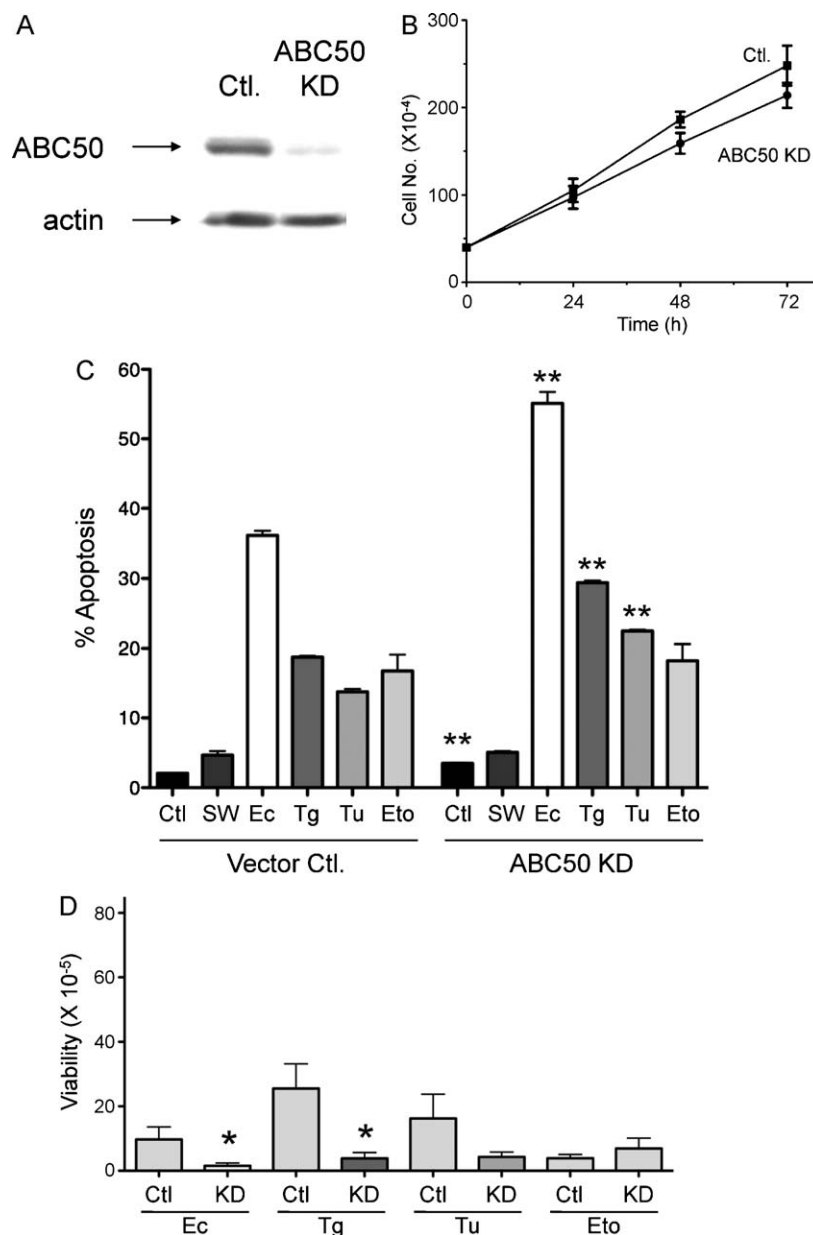 A
ABC50
Ctl. KD
ABC50
actin
B
300
200
100
0
Cell No. (X10⁻⁴)
Ctl.
ABC50 KD
0 24 48 72
Time (h)
C
60
50
40
30
20
10
0
% Apoptosis
** ** ** **
Ctl SW Ec Tg Tu Eto Ctl SW Ec Tg Tu Eto
Vector Ctl. ABC50 KD
D
80
60
40
20
0
Viability (X 10⁻⁵)
* *
Ctl KD Ctl KD Ctl KD Ctl KD
Ec Tg Tu Eto